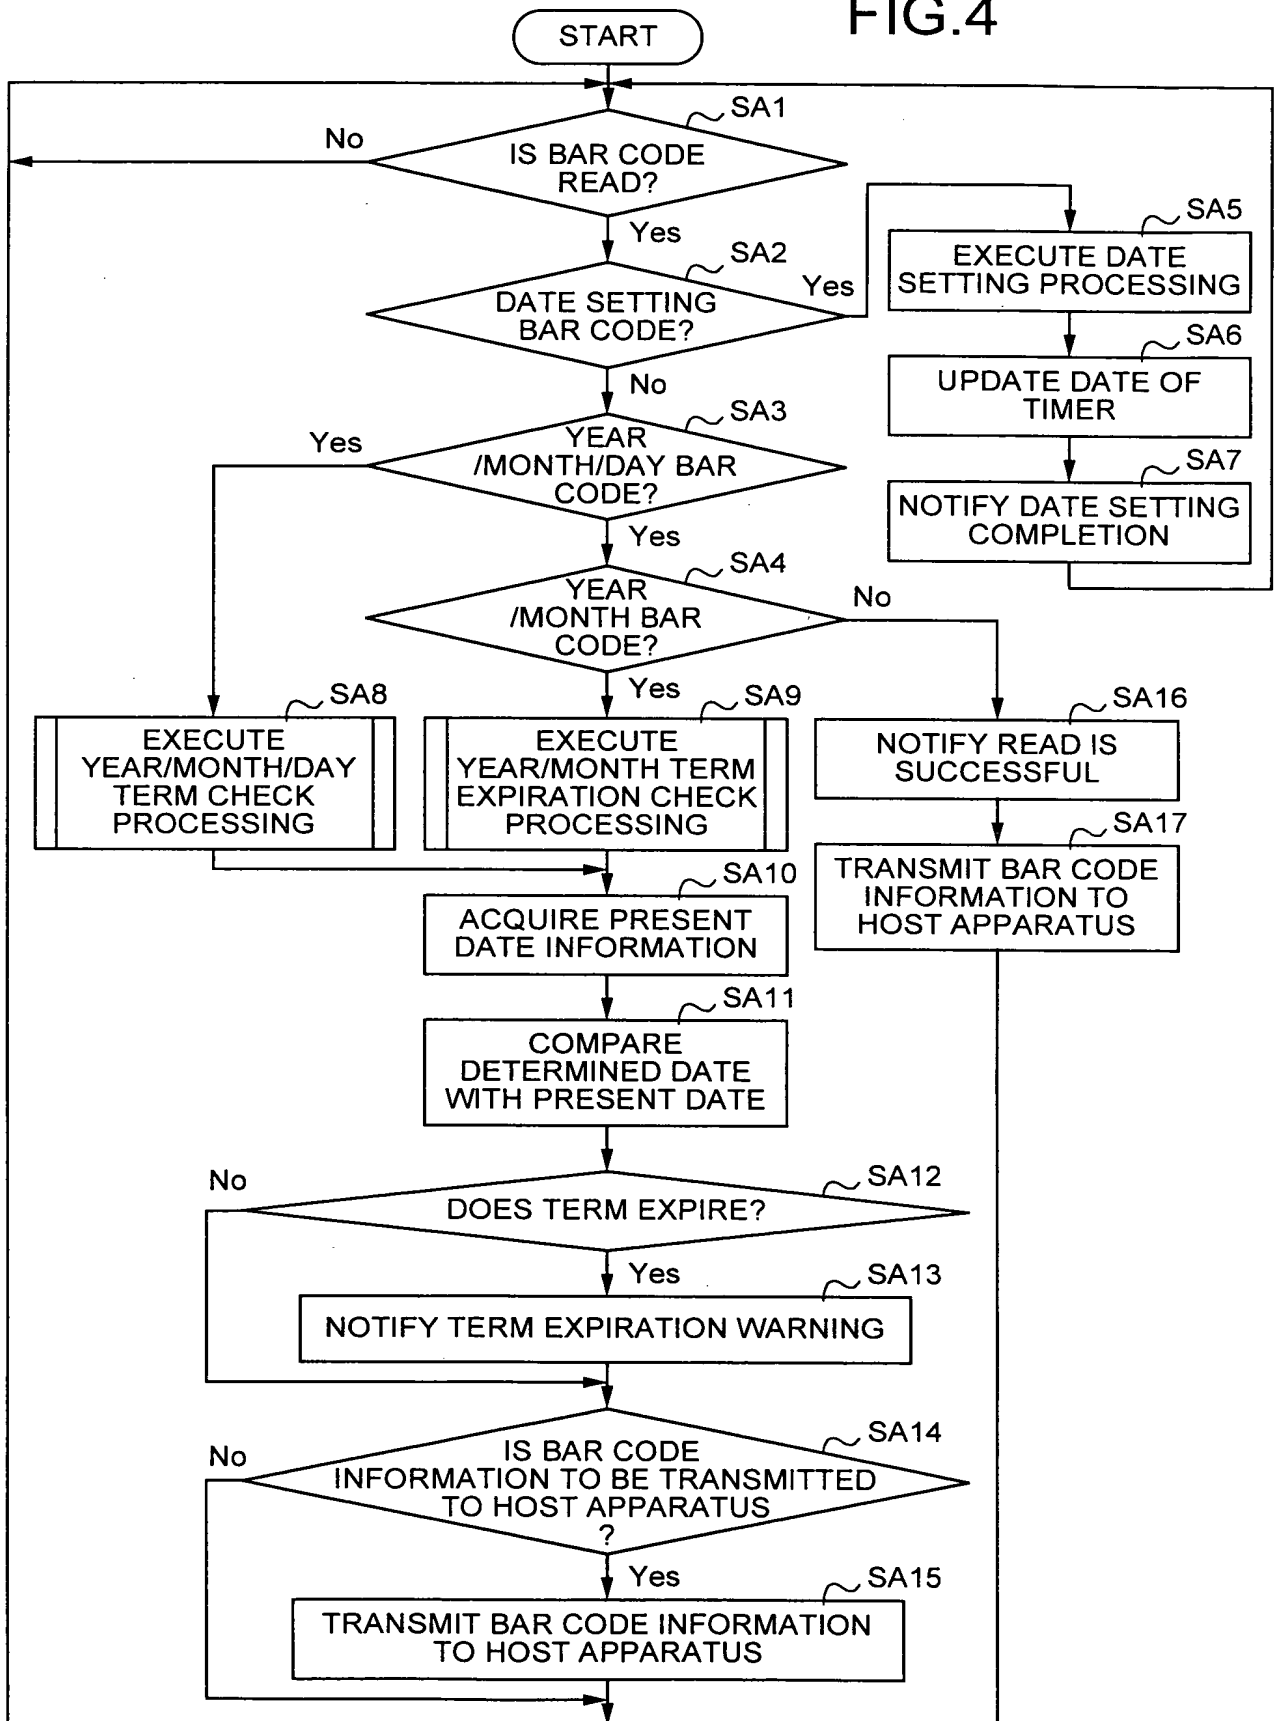 FIG.4
START
SA1
No
IS BAR CODE
READ?
Yes
SA2
Yes
DATE SETTING
BAR CODE?
No
SA5
EXECUTE DATE
SETTING PROCESSING
SA6
UPDATE DATE OF
TIMER
SA7
NOTIFY DATE SETTING
COMPLETION
SA3
Yes
YEAR
/MONTH/DAY BAR
CODE?
Yes
SA4
YEAR
/MONTH BAR
CODE?
No
Yes
SA8
EXECUTE
YEAR/MONTH/DAY
TERM CHECK
PROCESSING
SA9
EXECUTE
YEAR/MONTH TERM
EXPIRATION CHECK
PROCESSING
SA16
NOTIFY READ IS
SUCCESSFUL
SA17
TRANSMIT BAR CODE
INFORMATION TO
HOST APPARATUS
SA10
ACQUIRE PRESENT
DATE INFORMATION
SA11
COMPARE
DETERMINED DATE
WITH PRESENT DATE
No
SA12
DOES TERM EXPIRE?
Yes
SA13
NOTIFY TERM EXPIRATION WARNING
SA14
No
IS BAR CODE
INFORMATION TO BE TRANSMITTED
TO HOST APPARATUS
?
Yes
SA15
TRANSMIT BAR CODE INFORMATION
TO HOST APPARATUS